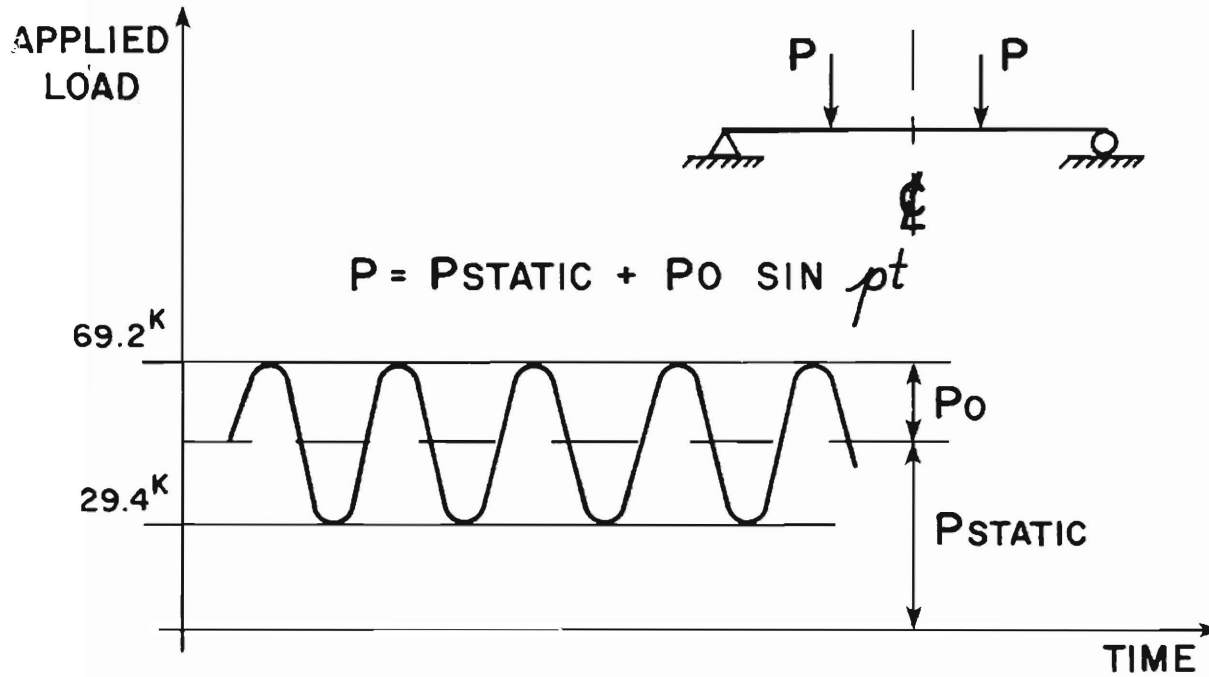 APPLIED
LOAD
P P
℄
P = PSTATIC + PO SIN pt
69.2K
PO
29.4K
PSTATIC
TIME